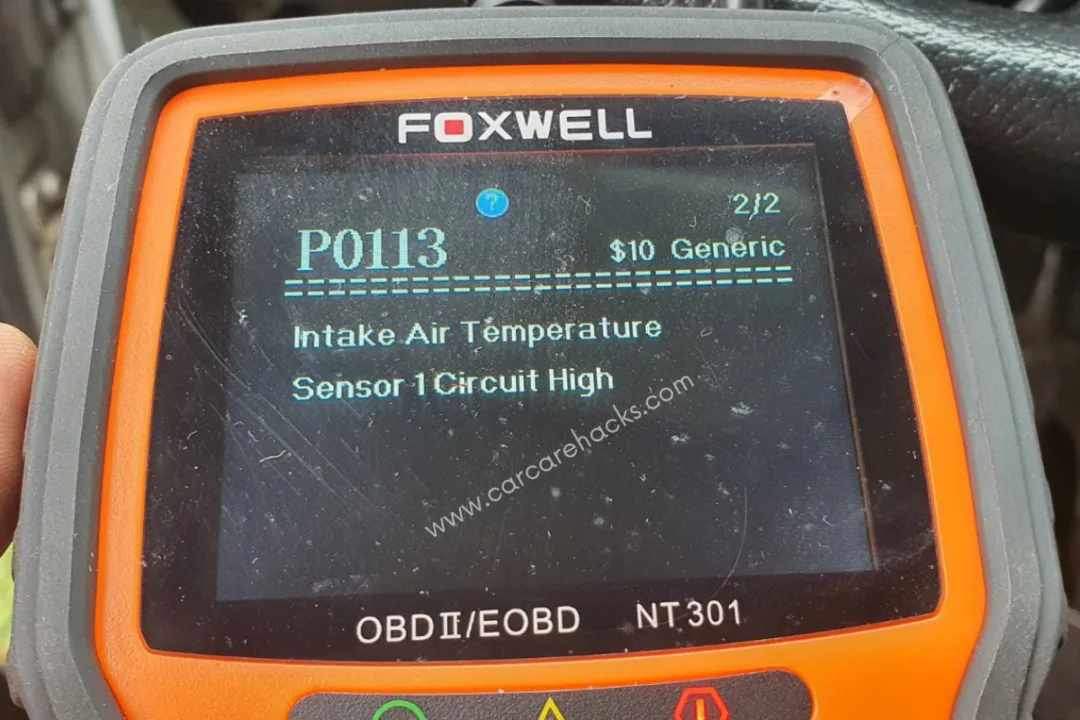 FOXWELL
? 2/2
P0113 $10 Generic
Intake Air Temperature
Sensor 1 Circuit High
www.carcarehacks.com
OBDII/EOBD NT301